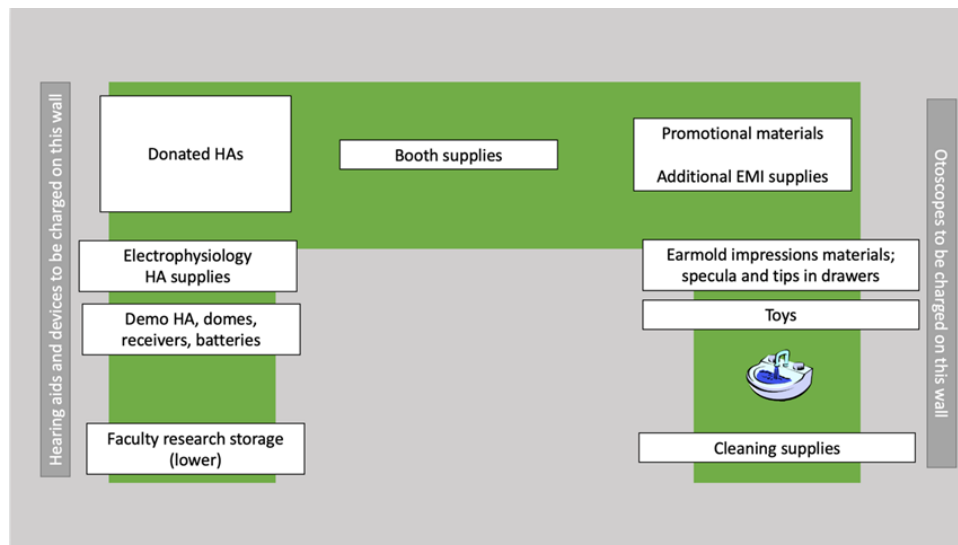 Hearing aids and devices to be charged on this wall
Donated HAs
Booth supplies
Promotional materials
Additional EMI supplies
Otoscopes to be charged on this wall
Electrophysiology
HA supplies
Earmold impressions materials;
specula and tips in drawers
Demo HA, domes,
receivers, batteries
Toys
Faculty research storage
(lower)
Cleaning supplies